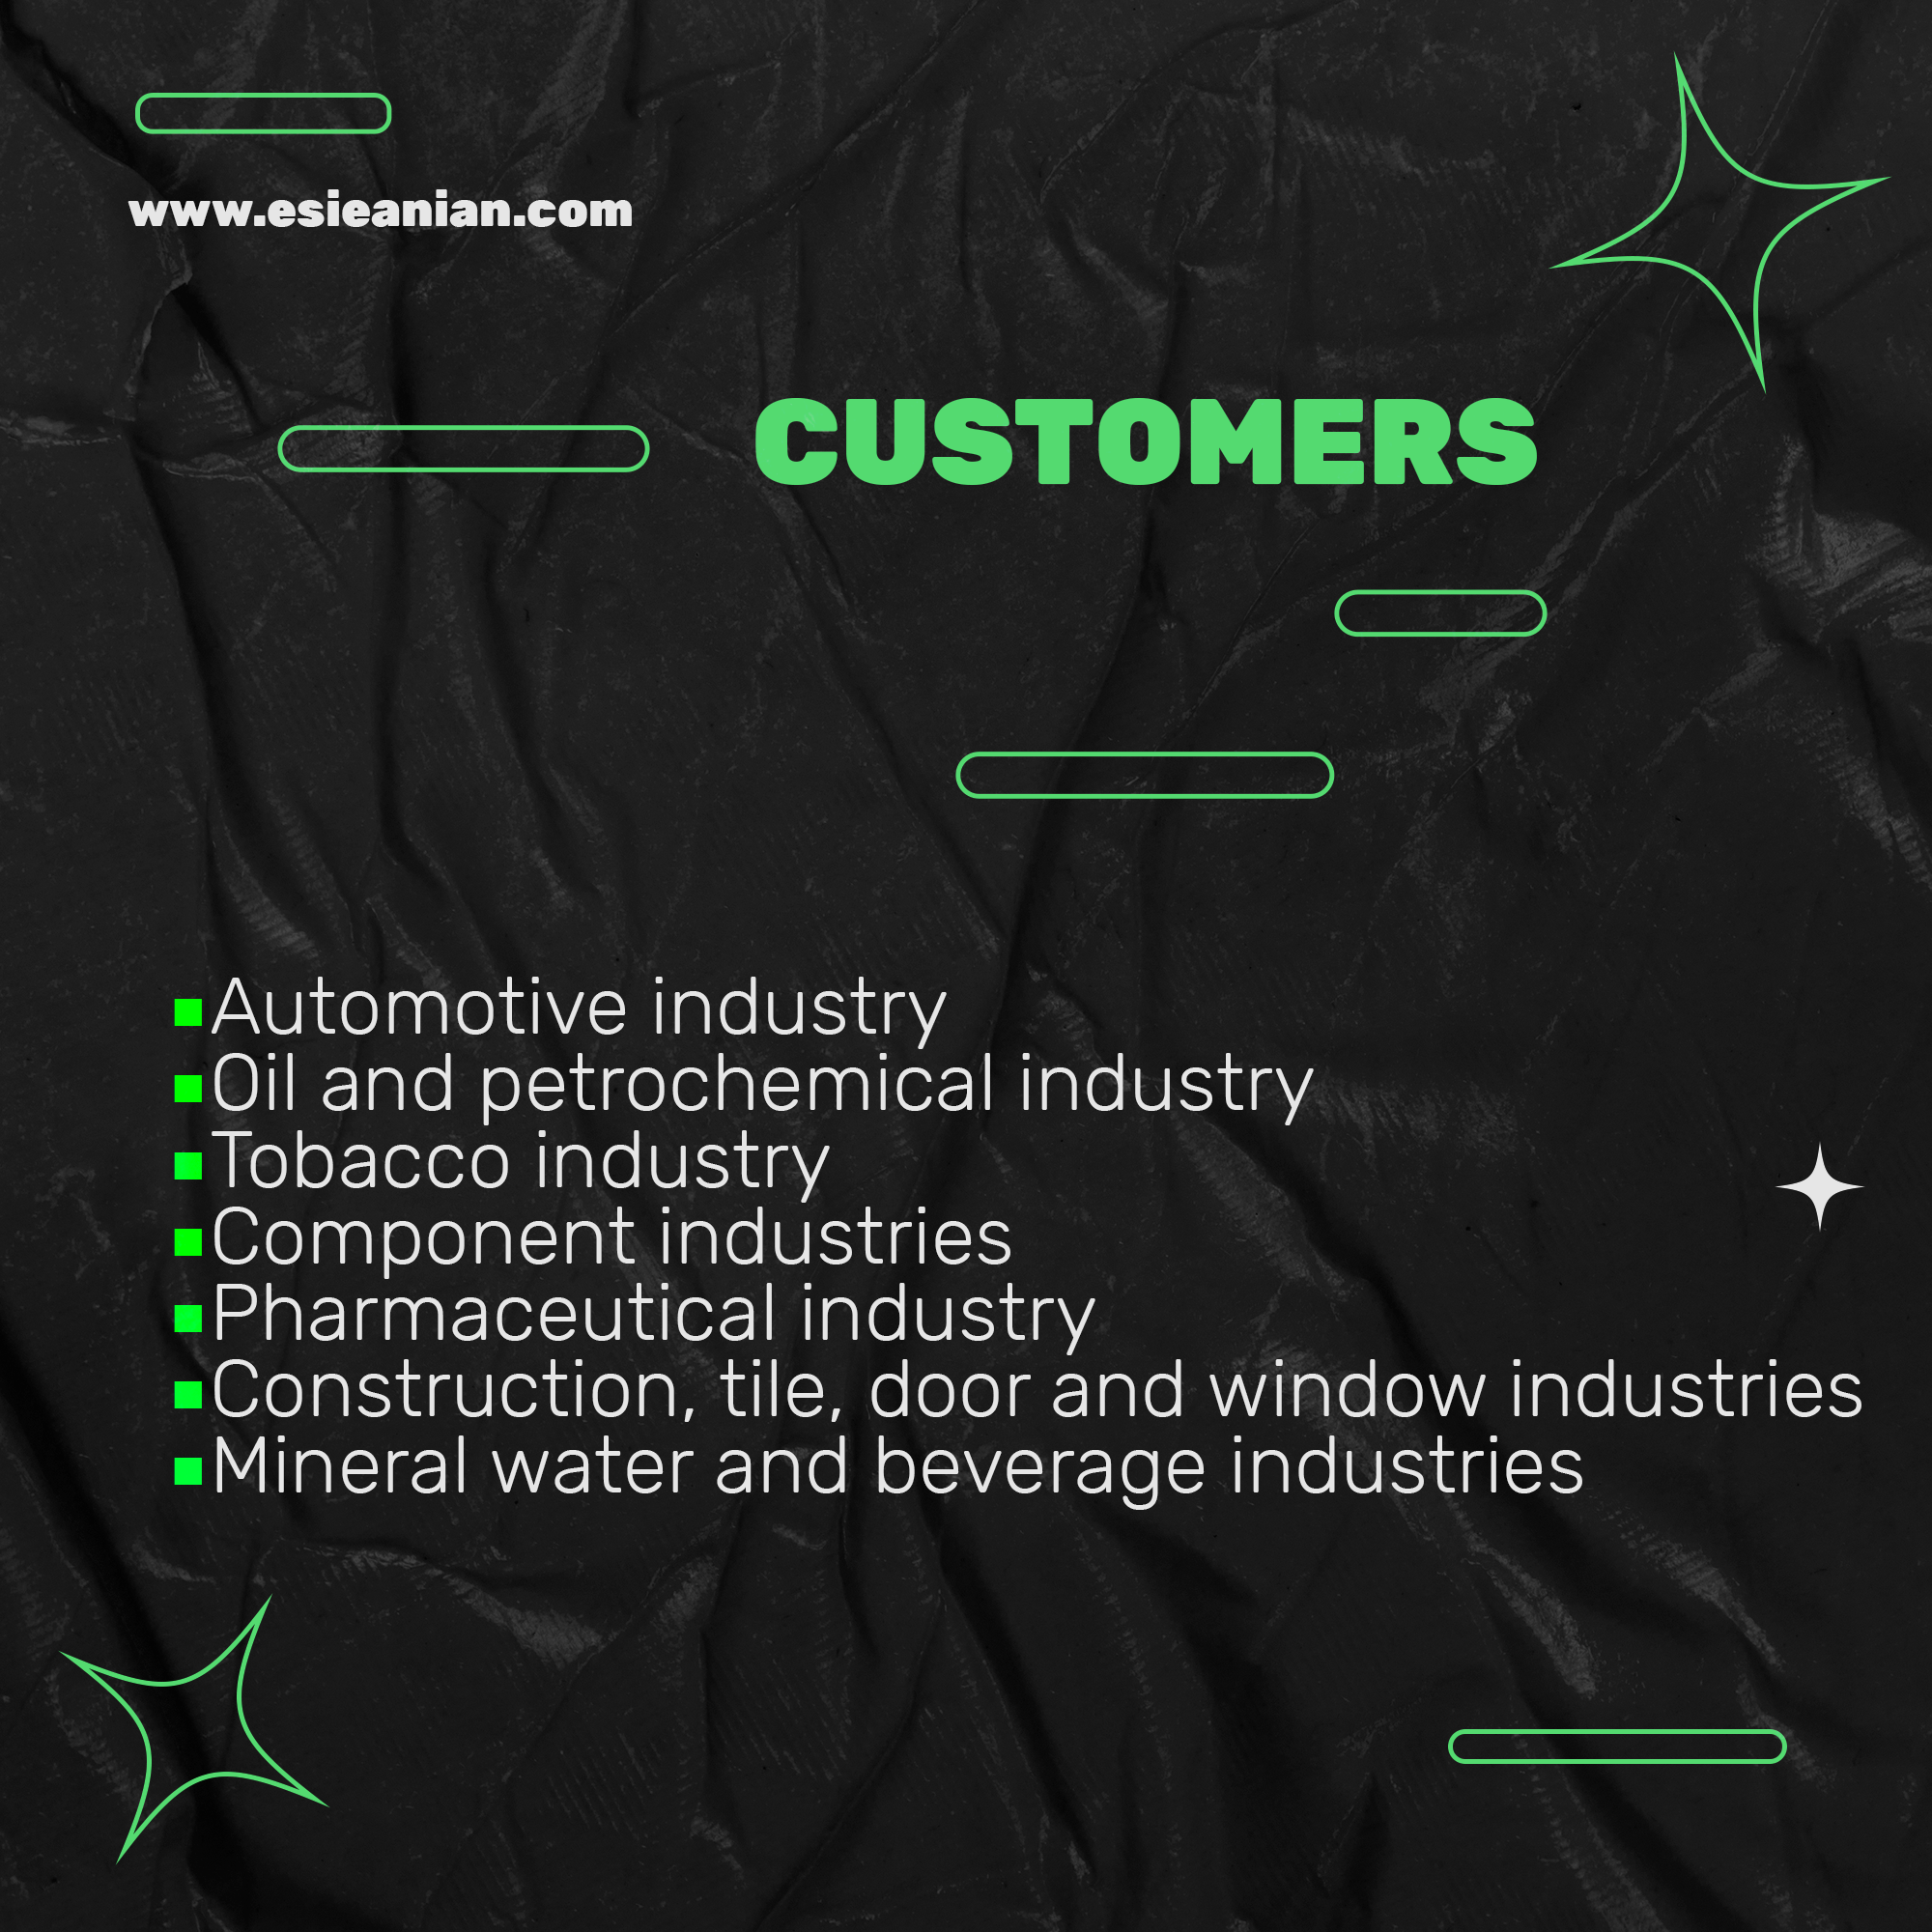 www.esieanian.com
CUSTOMERS
Automotive industry
Oil and petrochemical industry
Tobacco industry
Component industries
Pharmaceutical industry
Construction, tile, door and window industries
Mineral water and beverage industries